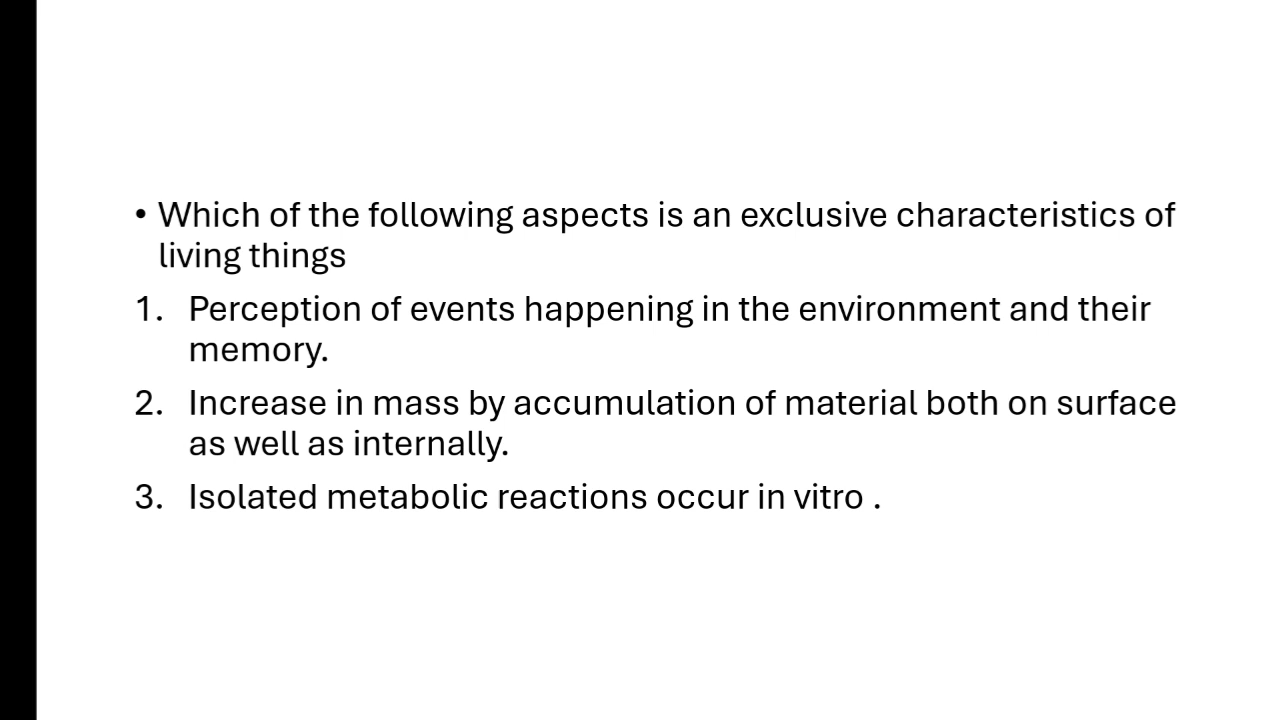 • Which of the following aspects is an exclusive characteristics of
living things
1. Perception of events happening in the environment and their
memory.
2. Increase in mass by accumulation of material both on surface
as well as internally.
3. Isolated metabolic reactions occur in vitro .